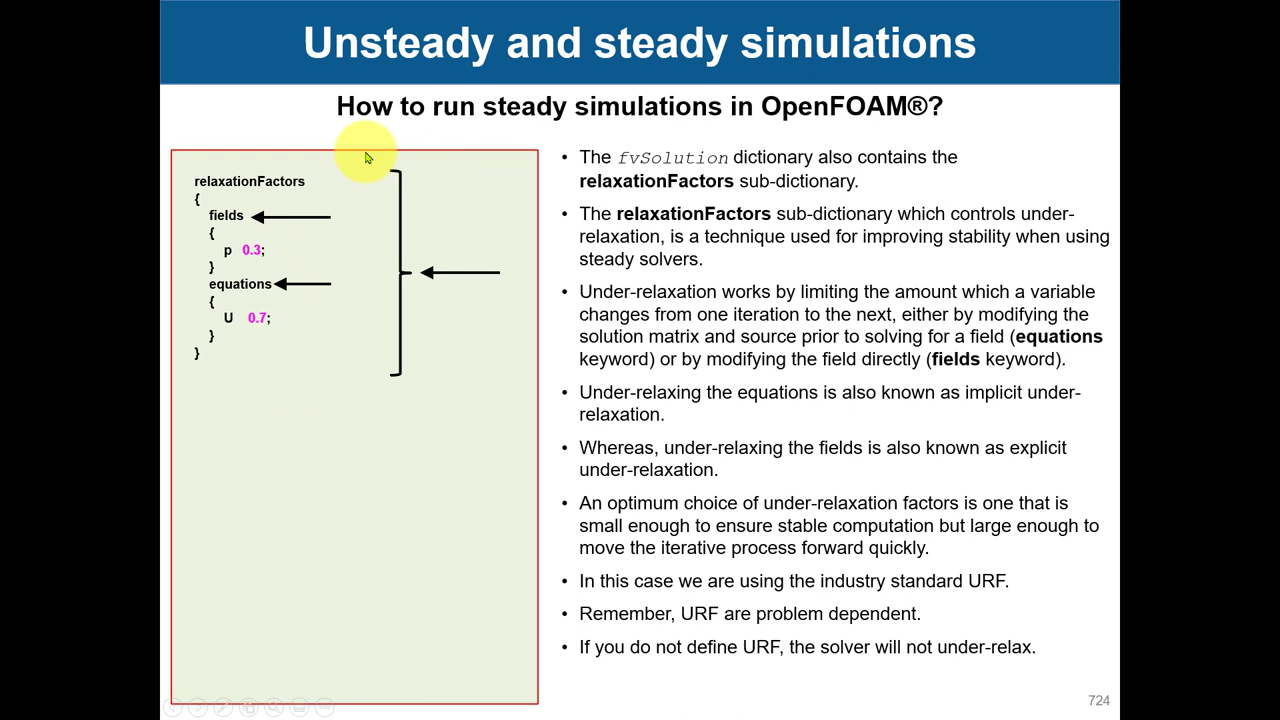 Unsteady and steady simulations
How to run steady simulations in OpenFOAM®?
relaxationFactors
{
fields
{
p 0.3;
}
equations
{
U 0.7;
}
}
• The fvSolution dictionary also contains the
relaxationFactors sub-dictionary.
• The relaxationFactors sub-dictionary which controls under-
relaxation, is a technique used for improving stability when using
steady solvers.
• Under-relaxation works by limiting the amount which a variable
changes from one iteration to the next, either by modifying the
solution matrix and source prior to solving for a field (equations
keyword) or by modifying the field directly (fields keyword).
• Under-relaxing the equations is also known as implicit under-
relaxation.
• Whereas, under-relaxing the fields is also known as explicit
under-relaxation.
• An optimum choice of under-relaxation factors is one that is
small enough to ensure stable computation but large enough to
move the iterative process forward quickly.
• In this case we are using the industry standard URF.
• Remember, URF are problem dependent.
• If you do not define URF, the solver will not under-relax.
724